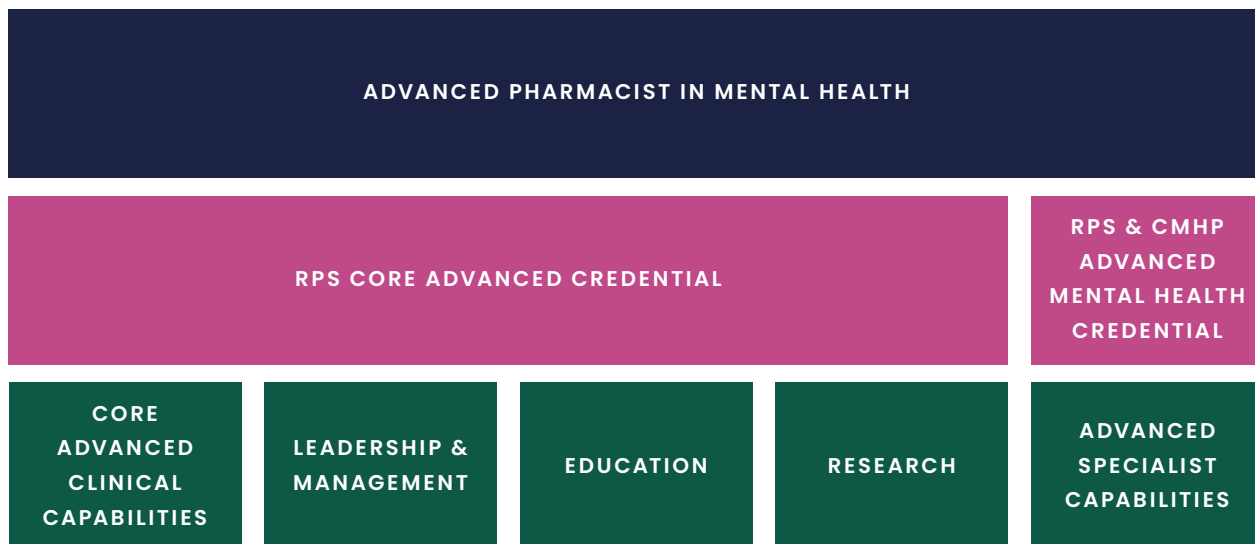 ADVANCED PHARMACIST IN MENTAL HEALTH
RPS CORE ADVANCED CREDENTIAL
RPS & CMHP
ADVANCED
MENTAL HEALTH
CREDENTIAL
CORE
ADVANCED
CLINICAL
CAPABILITIES
LEADERSHIP &
MANAGEMENT
EDUCATION
RESEARCH
ADVANCED
SPECIALIST
CAPABILITIES